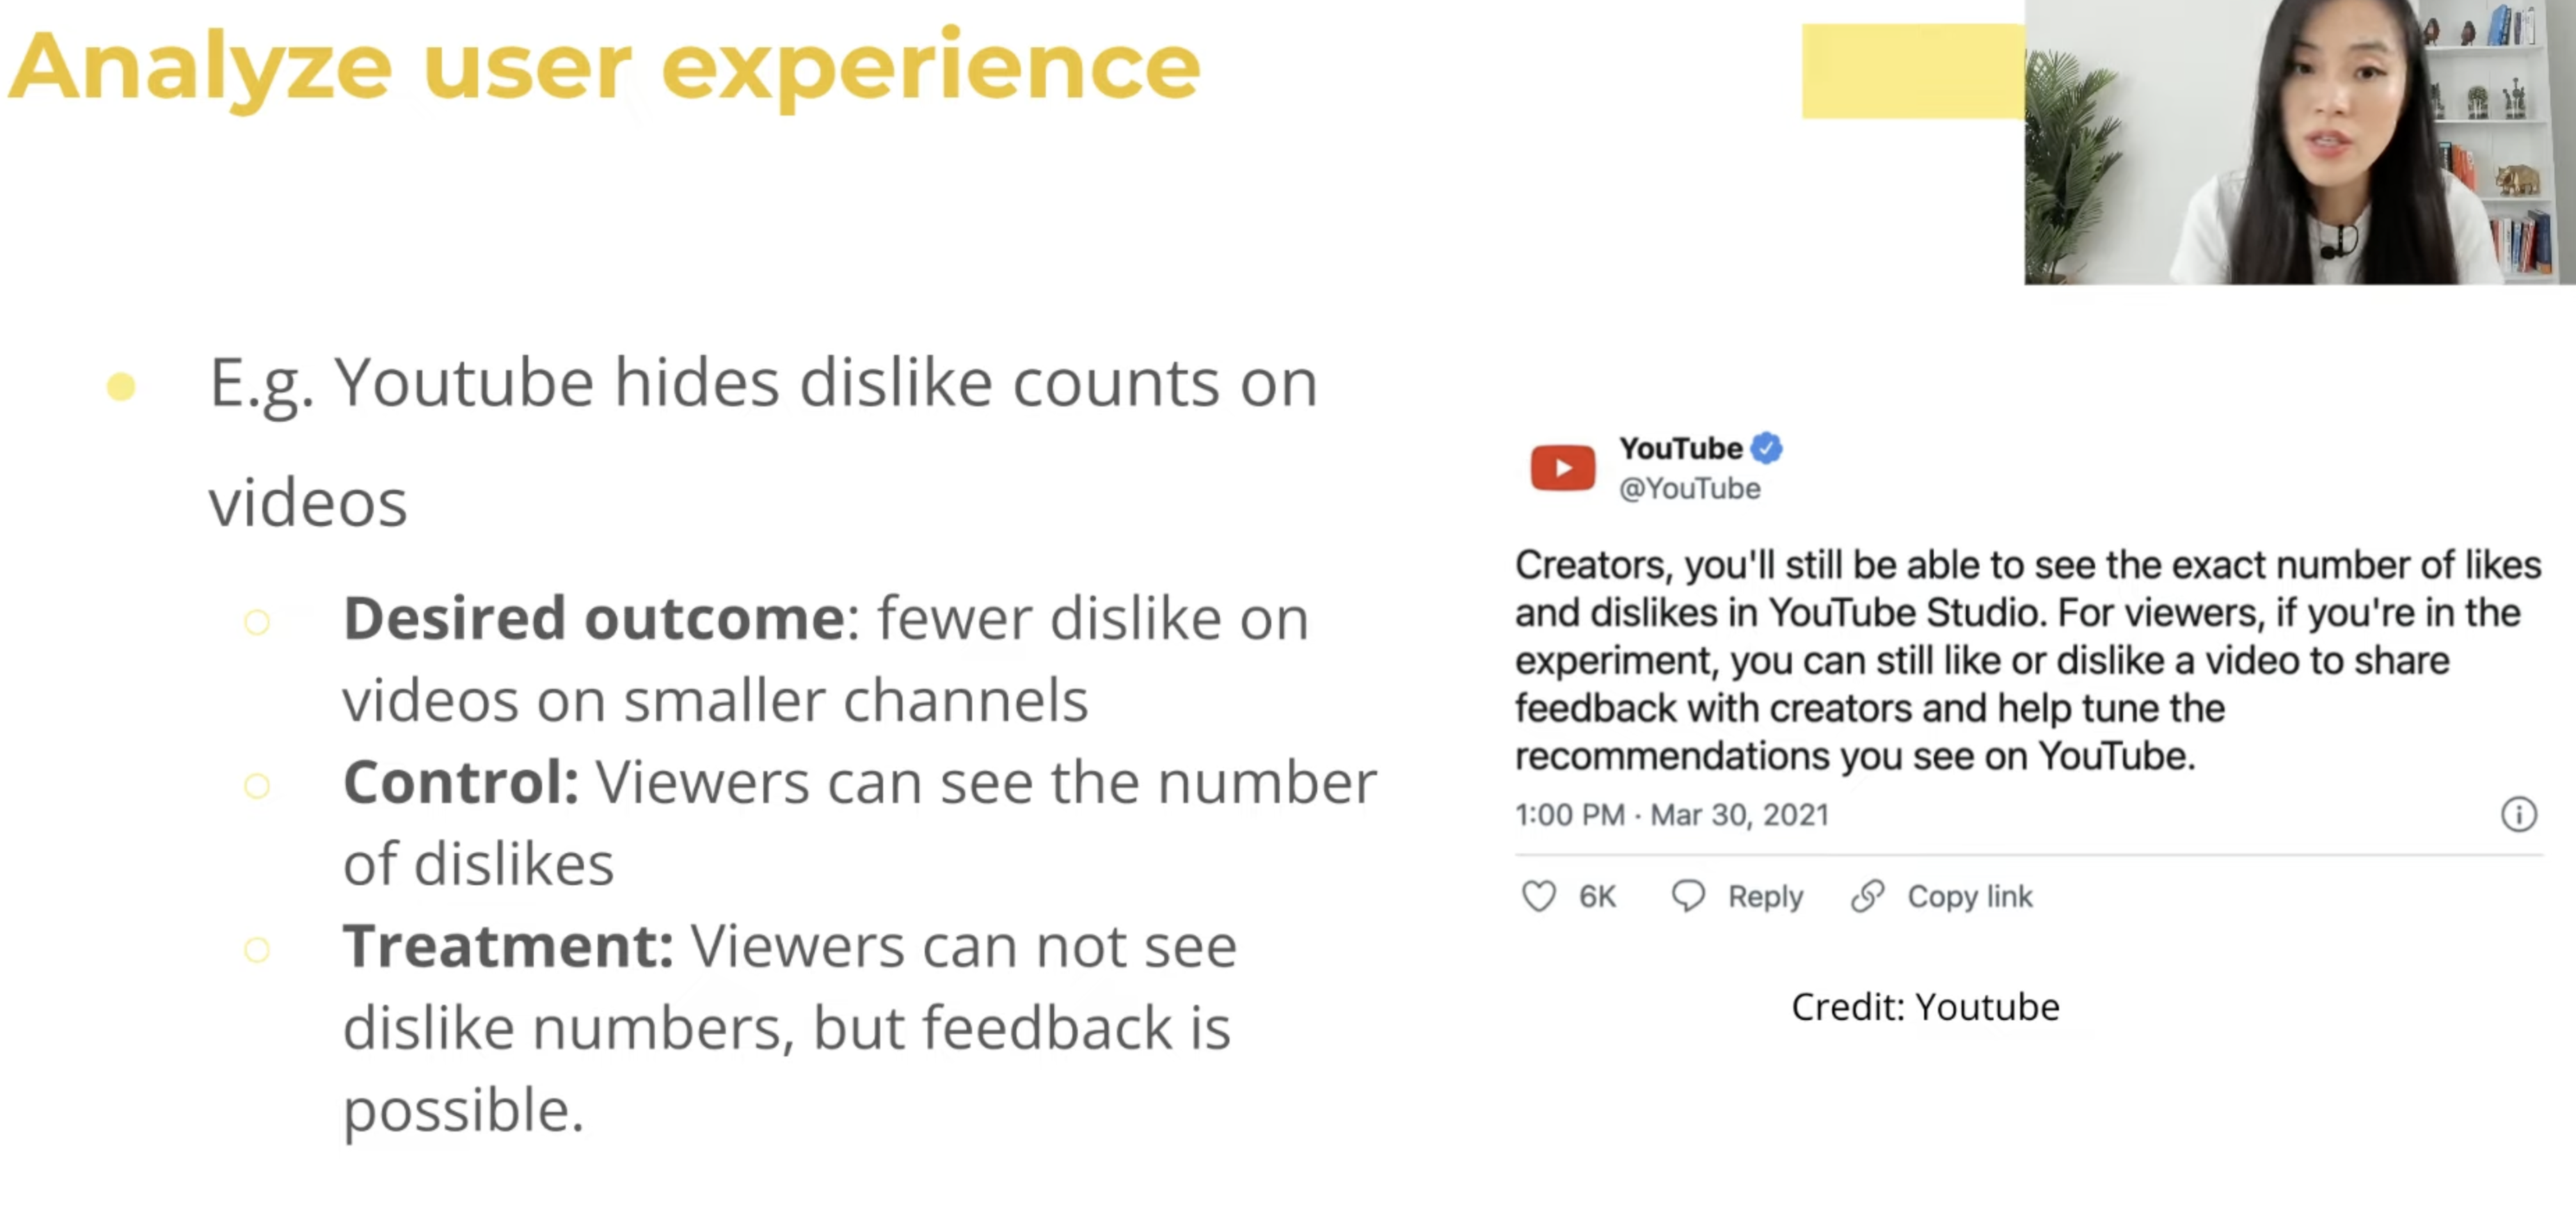 Analyze user experience
E.g. Youtube hides dislike counts on
videos
Desired outcome: fewer dislike on
videos on smaller channels
Control: Viewers can see the number
of dislikes
Treatment: Viewers can not see
dislike numbers, but feedback is
possible.
YouTube
@YouTube
Creators, you'll still be able to see the exact number of likes
and dislikes in YouTube Studio. For viewers, if you're in the
experiment, you can still like or dislike a video to share
feedback with creators and help tune the
recommendations you see on YouTube.
1:00 PM · Mar 30, 2021
6K Reply Copy link
Credit: Youtube